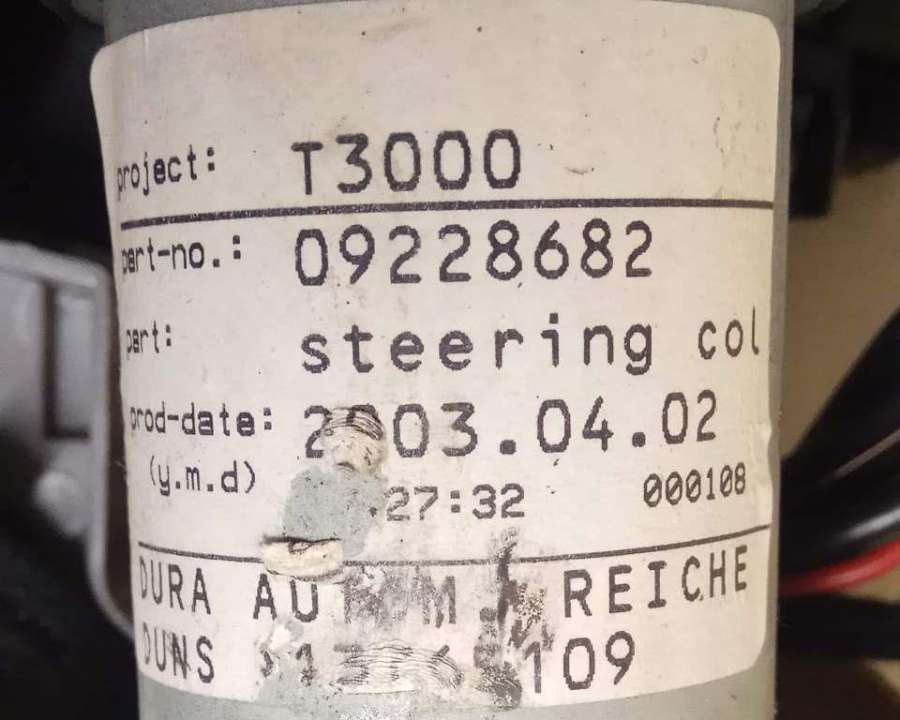 project: T3000
part-no.: 09228682
part: steering col
prod-date: 2003.04.02
(y.m.d) :27:32 000108
DURA REICHE
DUNS